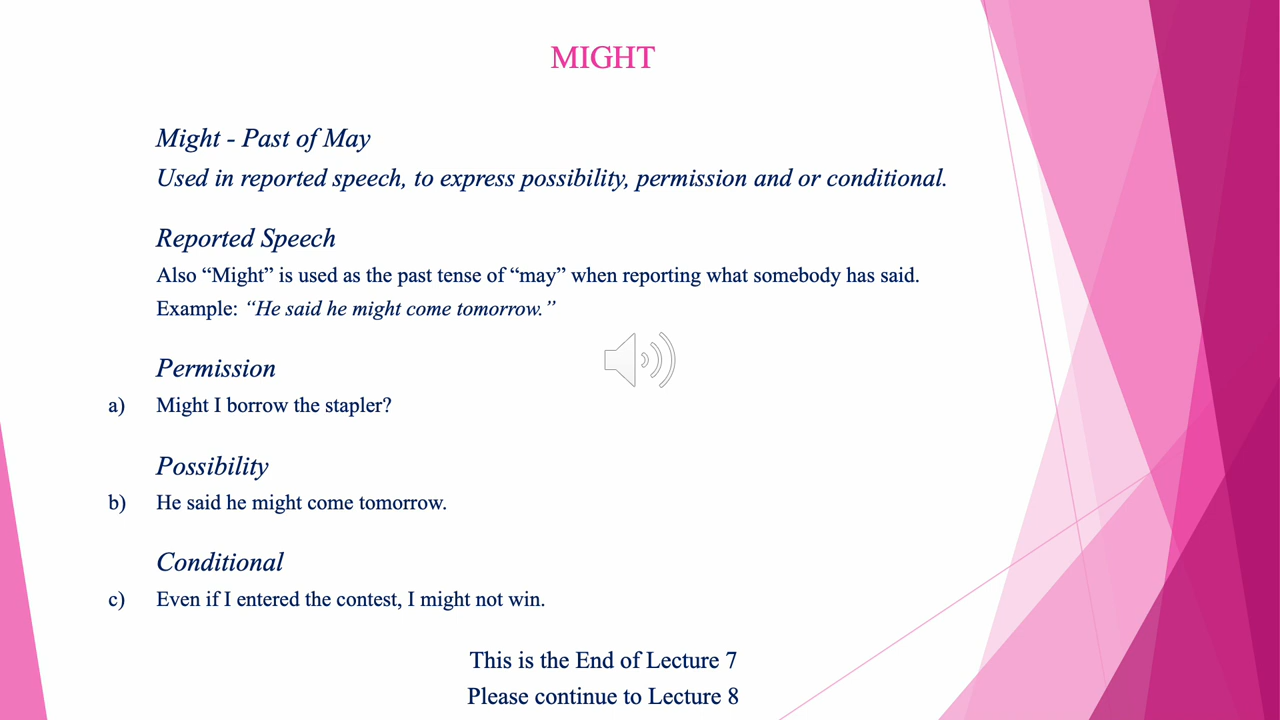 MIGHT
Might - Past of May
Used in reported speech, to express possibility, permission and or conditional.
Reported Speech
Also “Might” is used as the past tense of “may” when reporting what somebody has said.
Example: “He said he might come tomorrow.”
Permission
a) Might I borrow the stapler?
Possibility
b) He said he might come tomorrow.
Conditional
c) Even if I entered the contest, I might not win.
This is the End of Lecture 7
Please continue to Lecture 8